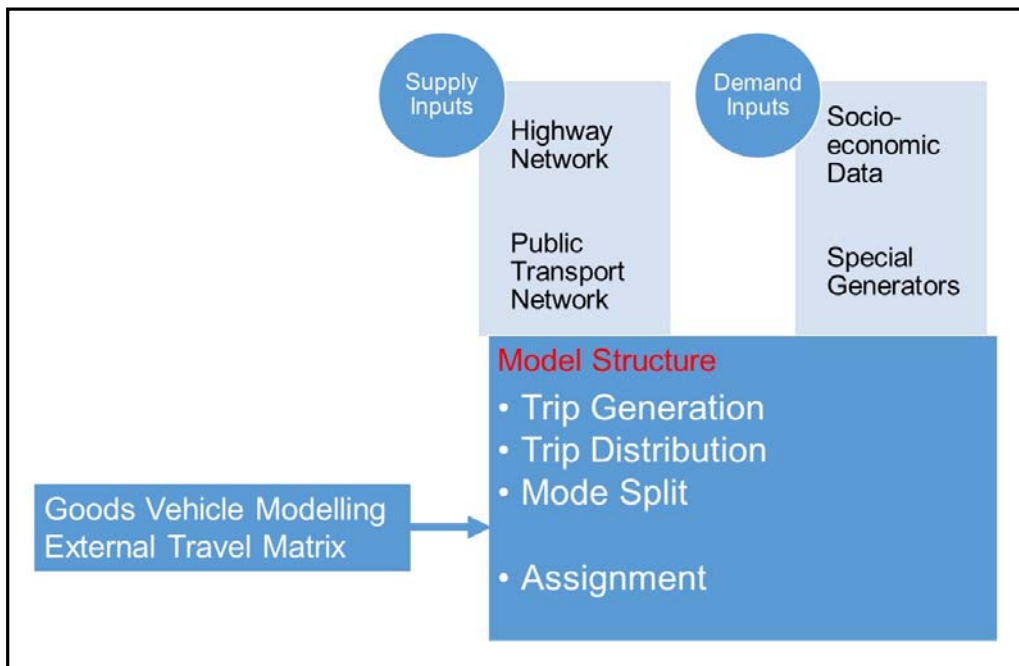 Supply
Inputs
Highway
Network
Public
Transport
Network
Demand
Inputs
Socio-
economic
Data
Special
Generators
Model Structure
• Trip Generation
• Trip Distribution
• Mode Split
• Assignment
Goods Vehicle Modelling
External Travel Matrix